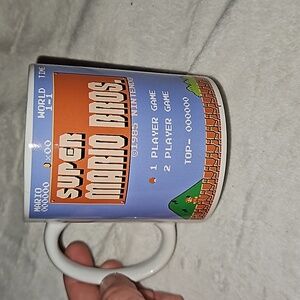 MARIO
000000
×00
WORLD
1-1
TIME
SUPER
MARIO BROS.
©1985 NINTENDO
1 PLAYER GAME
2 PLAYER GAME
TOP- 000000